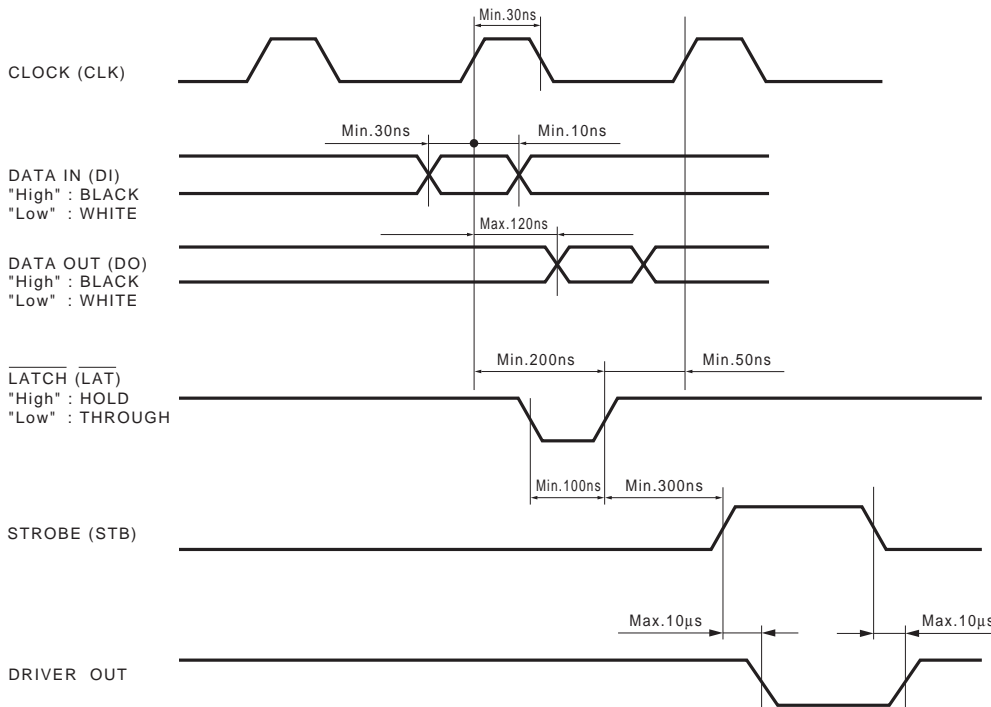 Min.30ns
CLOCK (CLK)
Min.30ns
Min.10ns
DATA IN (DI)
"High" : BLACK
"Low" : WHITE
Max.120ns
DATA OUT (DO)
"High" : BLACK
"Low" : WHITE
Min.200ns
Min.50ns
LATCH (LAT)
"High" : HOLD
"Low" : THROUGH
Min.100ns
Min.300ns
STROBE (STB)
Max.10μs
Max.10μs
DRIVER OUT